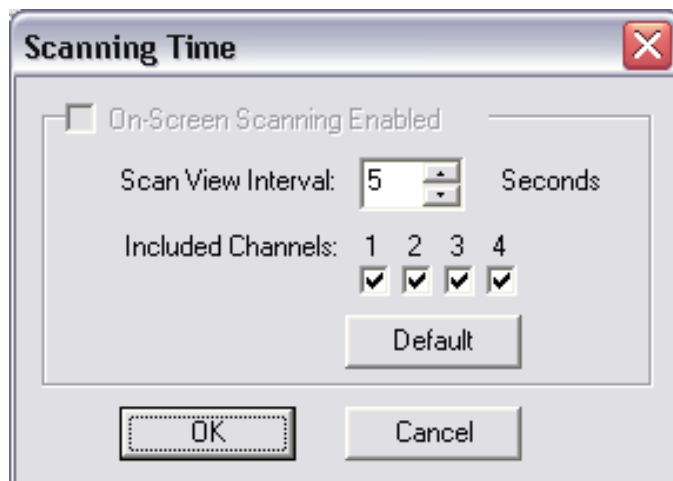 Scanning Time
On-Screen Scanning Enabled
Scan View Interval: 5 Seconds
Included Channels: 1 2 3 4
Default
OK Cancel